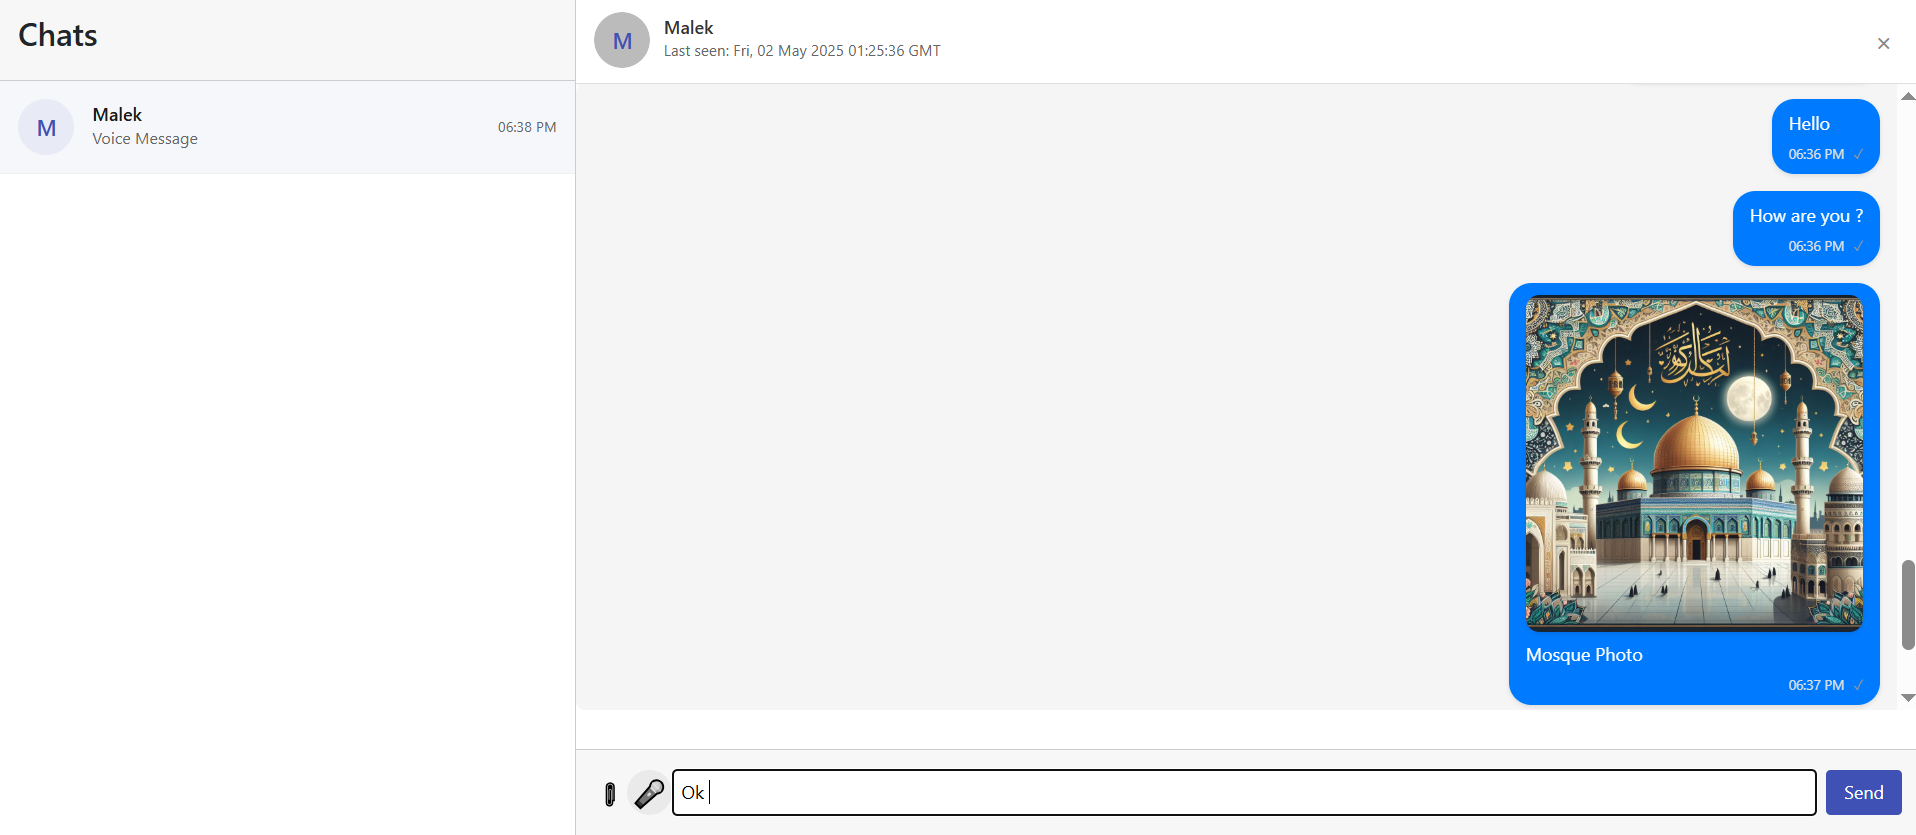 Chats
M
Malek
Voice Message
06:38 PM
M
Malek
Last seen: Fri, 02 May 2025 01:25:36 GMT
Hello
06:36 PM ✓
How are you ?
06:36 PM ✓
Mosque Photo
06:37 PM ✓
Ok
Send